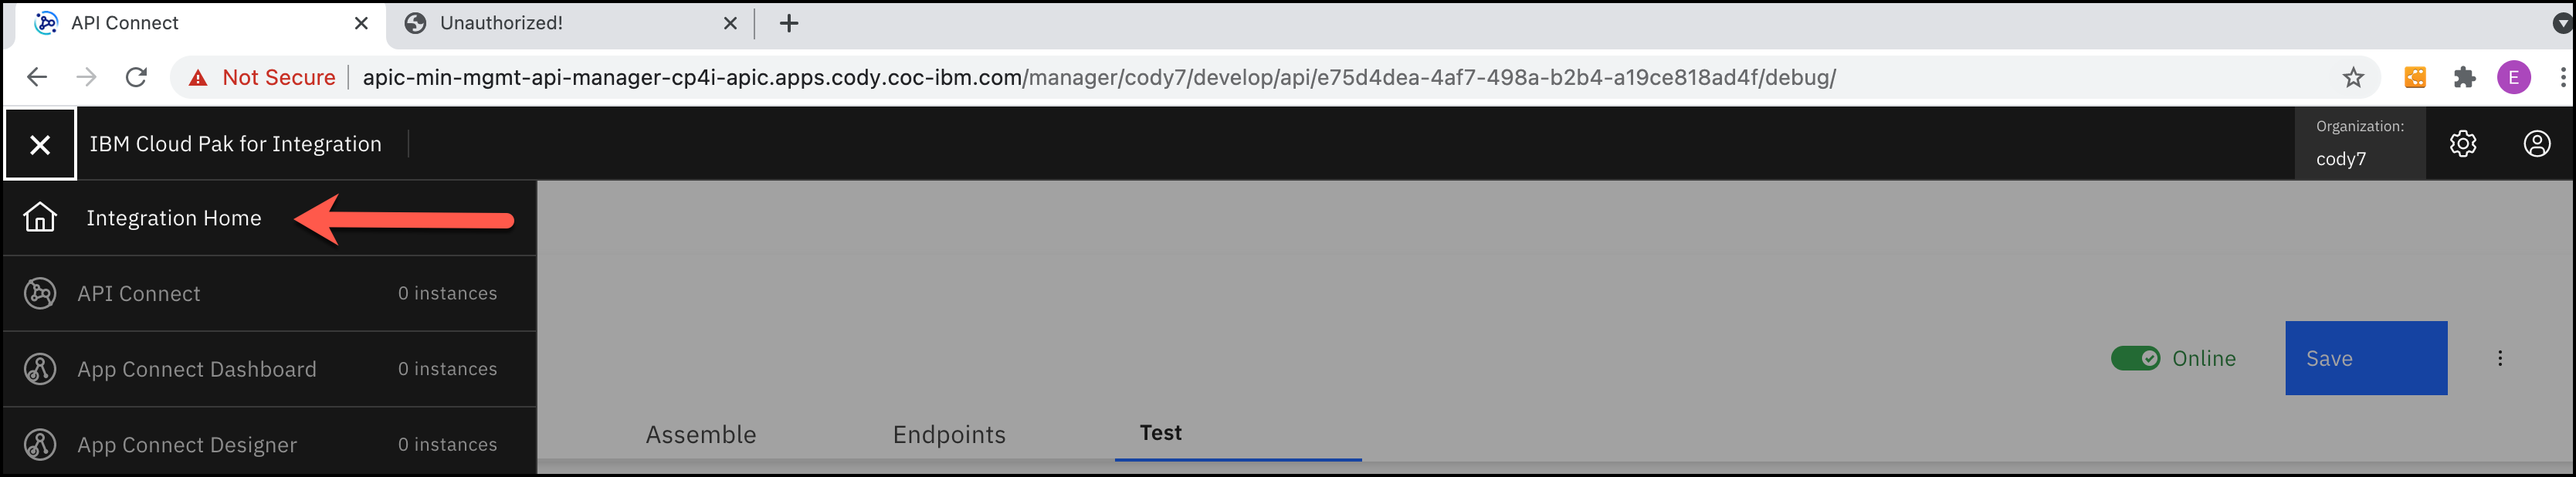 API Connect
Unauthorized!
Not Secure
apic-min-mgmt-api-manager-cp4i-apic.apps.cody.coc-ibm.com/manager/cody7/develop/api/e75d4dea-4af7-498a-b2b4-a19ce818ad4f/debug/
E
IBM Cloud Pak for Integration
Organization:
cody7
Integration Home
API Connect 0 instances
App Connect Dashboard 0 instances
Online
Save
App Connect Designer 0 instances
Assemble Endpoints Test